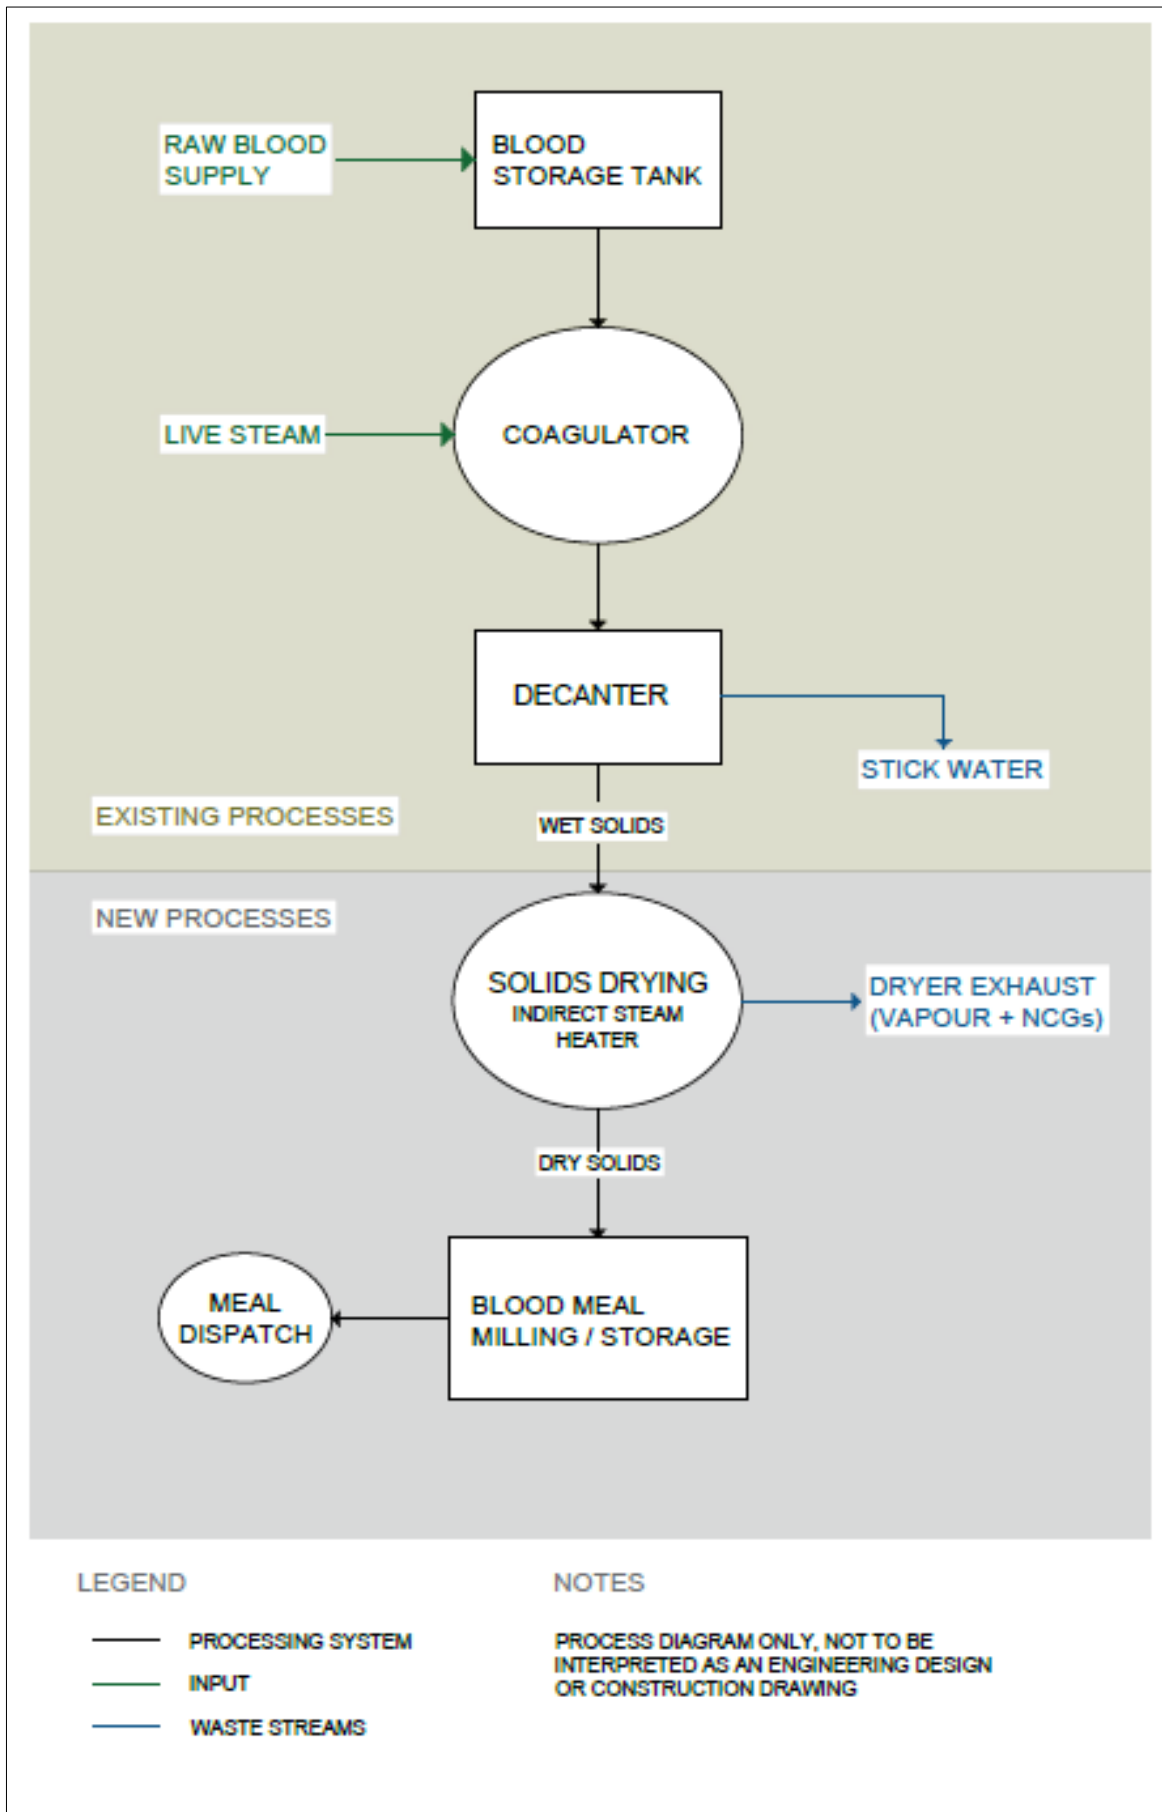 RAW BLOOD
SUPPLY
BLOOD
STORAGE TANK
LIVE STEAM
COAGULATOR
DECANTER
STICK WATER
EXISTING PROCESSES
WET SOLIDS
NEW PROCESSES
SOLIDS DRYING
INDIRECT STEAM
HEATER
DRYER EXHAUST
(VAPOUR + NCGs)
DRY SOLIDS
MEAL
DISPATCH
BLOOD MEAL
MILLING / STORAGE
LEGEND
PROCESSING SYSTEM
INPUT
WASTE STREAMS
NOTES
PROCESS DIAGRAM ONLY, NOT TO BE
INTERPRETED AS AN ENGINEERING DESIGN
OR CONSTRUCTION DRAWING